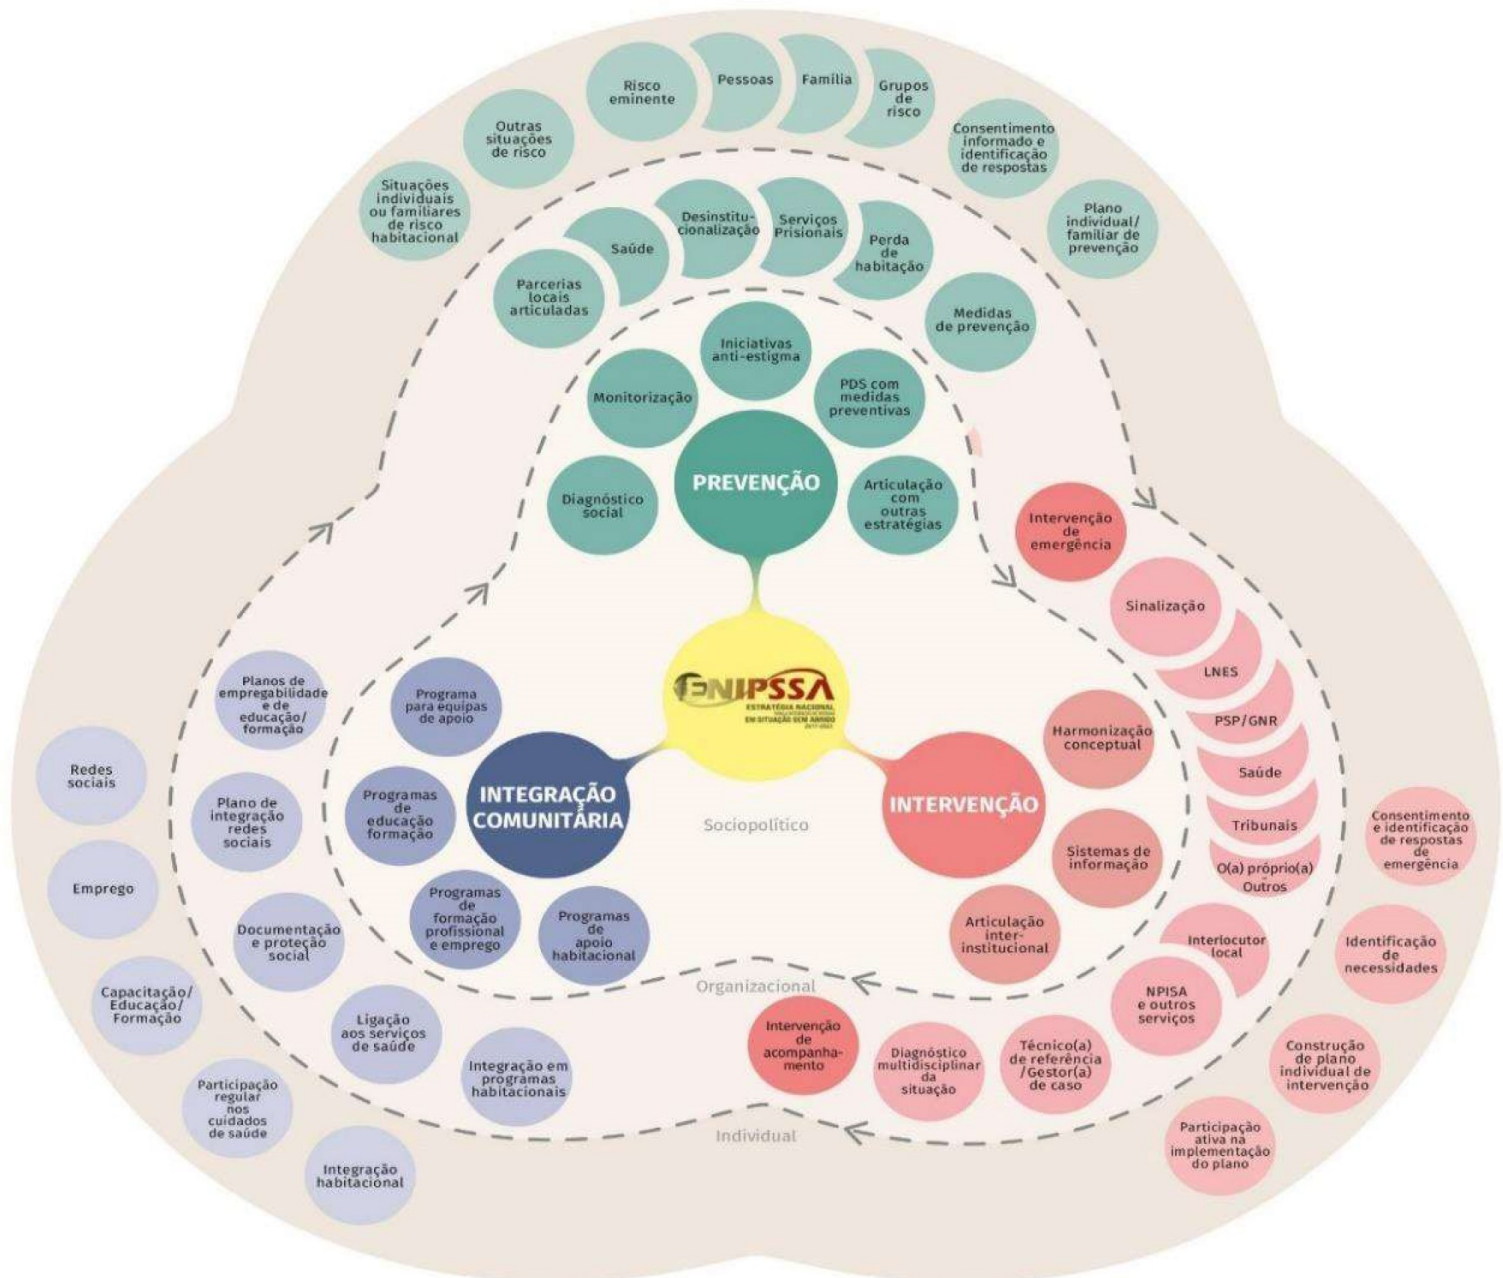 Risco
eminente
Pessoas
Família
Grupos
de
risco
Outras
situações
de risco
Consentimento
informado e
identificação
de respostas
Situações
individuais
ou familiares
de risco
habitacional
Plano
individual/
familiar de
prevenção
Parcerias
locais
articuladas
Saúde
Desinstitu-
cionalização
Serviços
Prisionais
Perda
de
habitação
Medidas
de prevenção
Diagnóstico
social
Monitorização
Iniciativas
anti-estigma
PDS com
medidas
preventivas
Articulação
com
outras
estratégias
PREVENÇÃO
ENIPSSA
ESTRATÉGIA NACIONAL
EM SITUAÇÃO SEM ABRIGO
Intervenção
de
emergência
Sinalização
LNES
PSP/GNR
Saúde
Tribunais
O(a) próprio(a)
-
Outros
Interlocutor
local
NPISA
e outros
serviços
Técnico(a)
de referência
/Gestor(a)
de caso
Diagnóstico
multidisciplinar
da
situação
Intervenção
de
acompanha-
mento
Harmonização
conceptual
Sistemas de
informação
Articulação
inter-
institucional
INTERVENÇÃO
Consentimento
e identificação
de respostas
de
emergência
Identificação
de
necessidades
Construção
de plano
individual de
intervenção
Participação
ativa na
implementação
do plano
Sociopolítico
Organizacional
Individual
INTEGRAÇÃO
COMUNITÁRIA
Programa
para equipas
de apoio
Programas
de
educação
formação
Programas
de
formação
profissional
e emprego
Programas
de
apoio
habitacional
Planos de
empregabilidade
e de
educação/
formação
Plano de
integração
redes
sociais
Documentação
e proteção
social
Ligação
aos serviços
de saúde
Integração em
programas
habitacionais
Redes
sociais
Emprego
Capacitação/
Educação/
Formação
Participação
regular
nos
cuidados
de saúde
Integração
habitacional